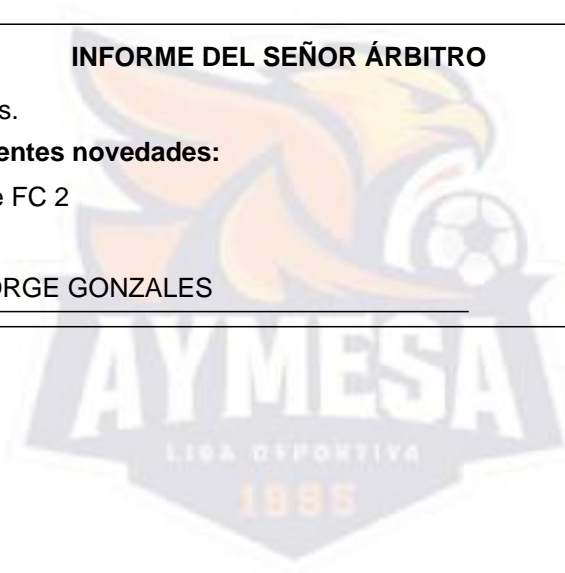 INFORME DEL SEÑOR ÁRBITRO
s.
entes novedades:
e FC 2
ORGE GONZALES
AYMESA
LIGA DEPORTIVA
1995